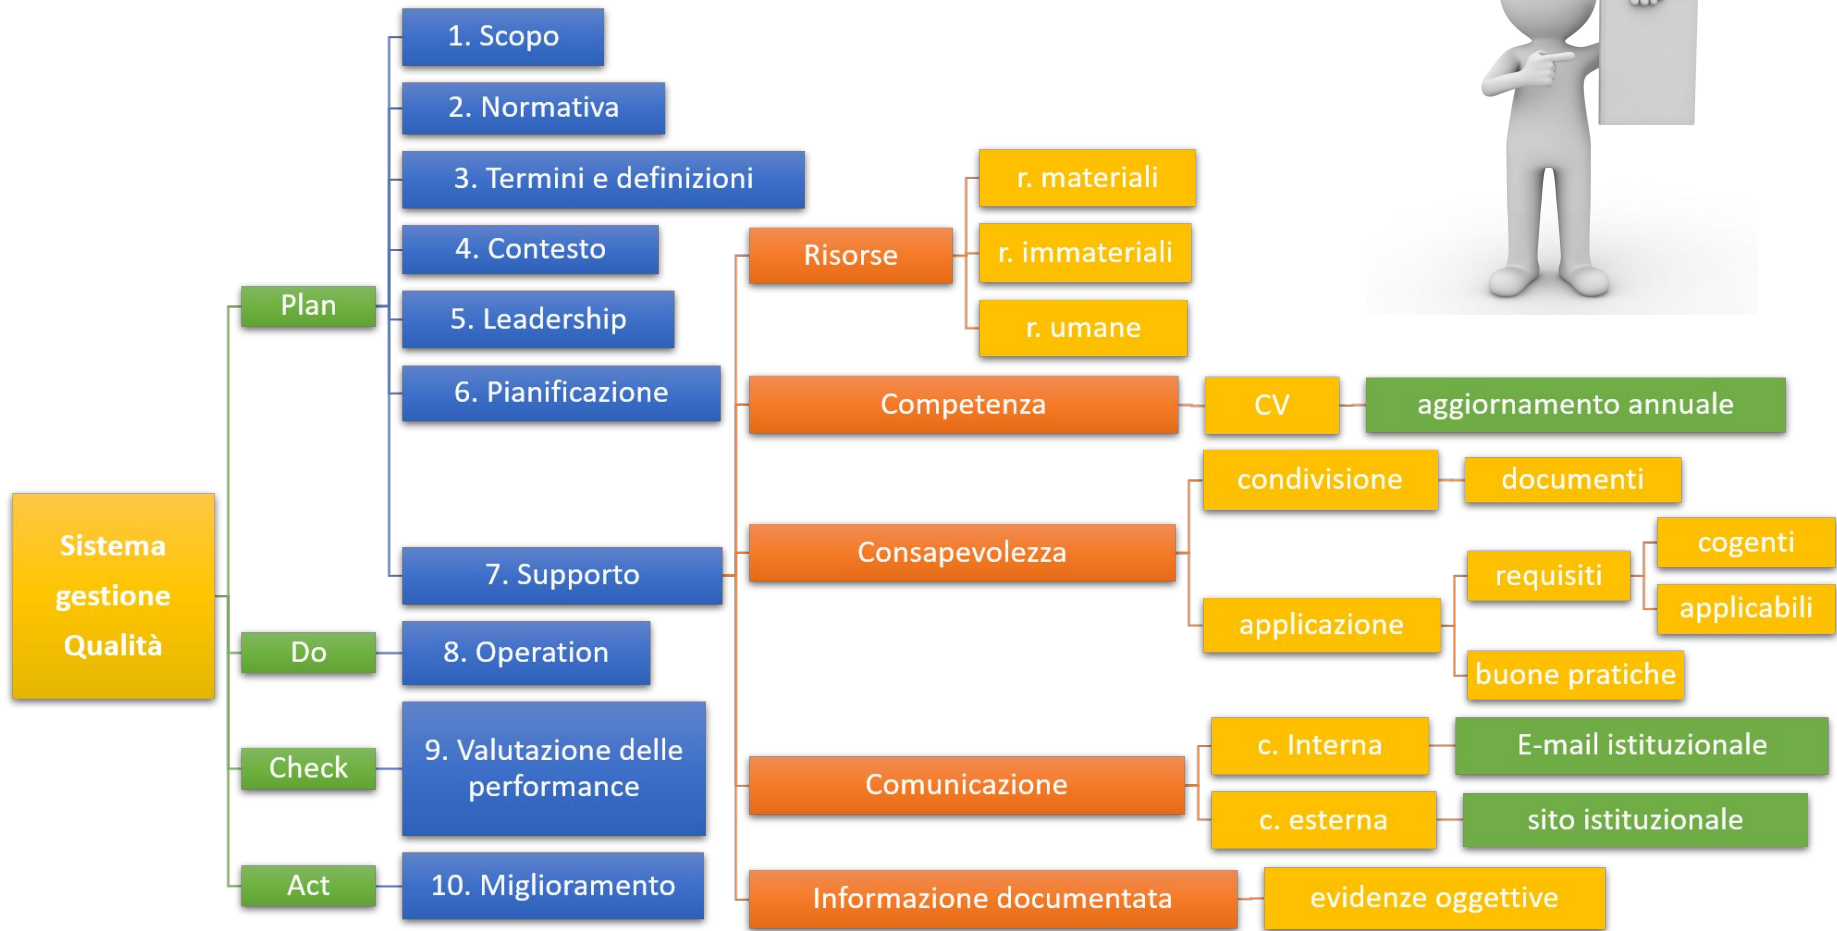 Sistema
gestione
Qualità
Plan
1. Scopo
2. Normativa
3. Termini e definizioni
4. Contesto
5. Leadership
6. Pianificazione
7. Supporto
Risorse
r. materiali
r. immateriali
r. umane
Competenza
CV
aggiornamento annuale
Consapevolezza
condivisione
documenti
applicazione
requisiti
cogenti
applicabili
buone pratiche
Comunicazione
c. Interna
E-mail istituzionale
c. esterna
sito istituzionale
Informazione documentata
evidenze oggettive
Do
8. Operation
Check
9. Valutazione delle
performance
Act
10. Miglioramento